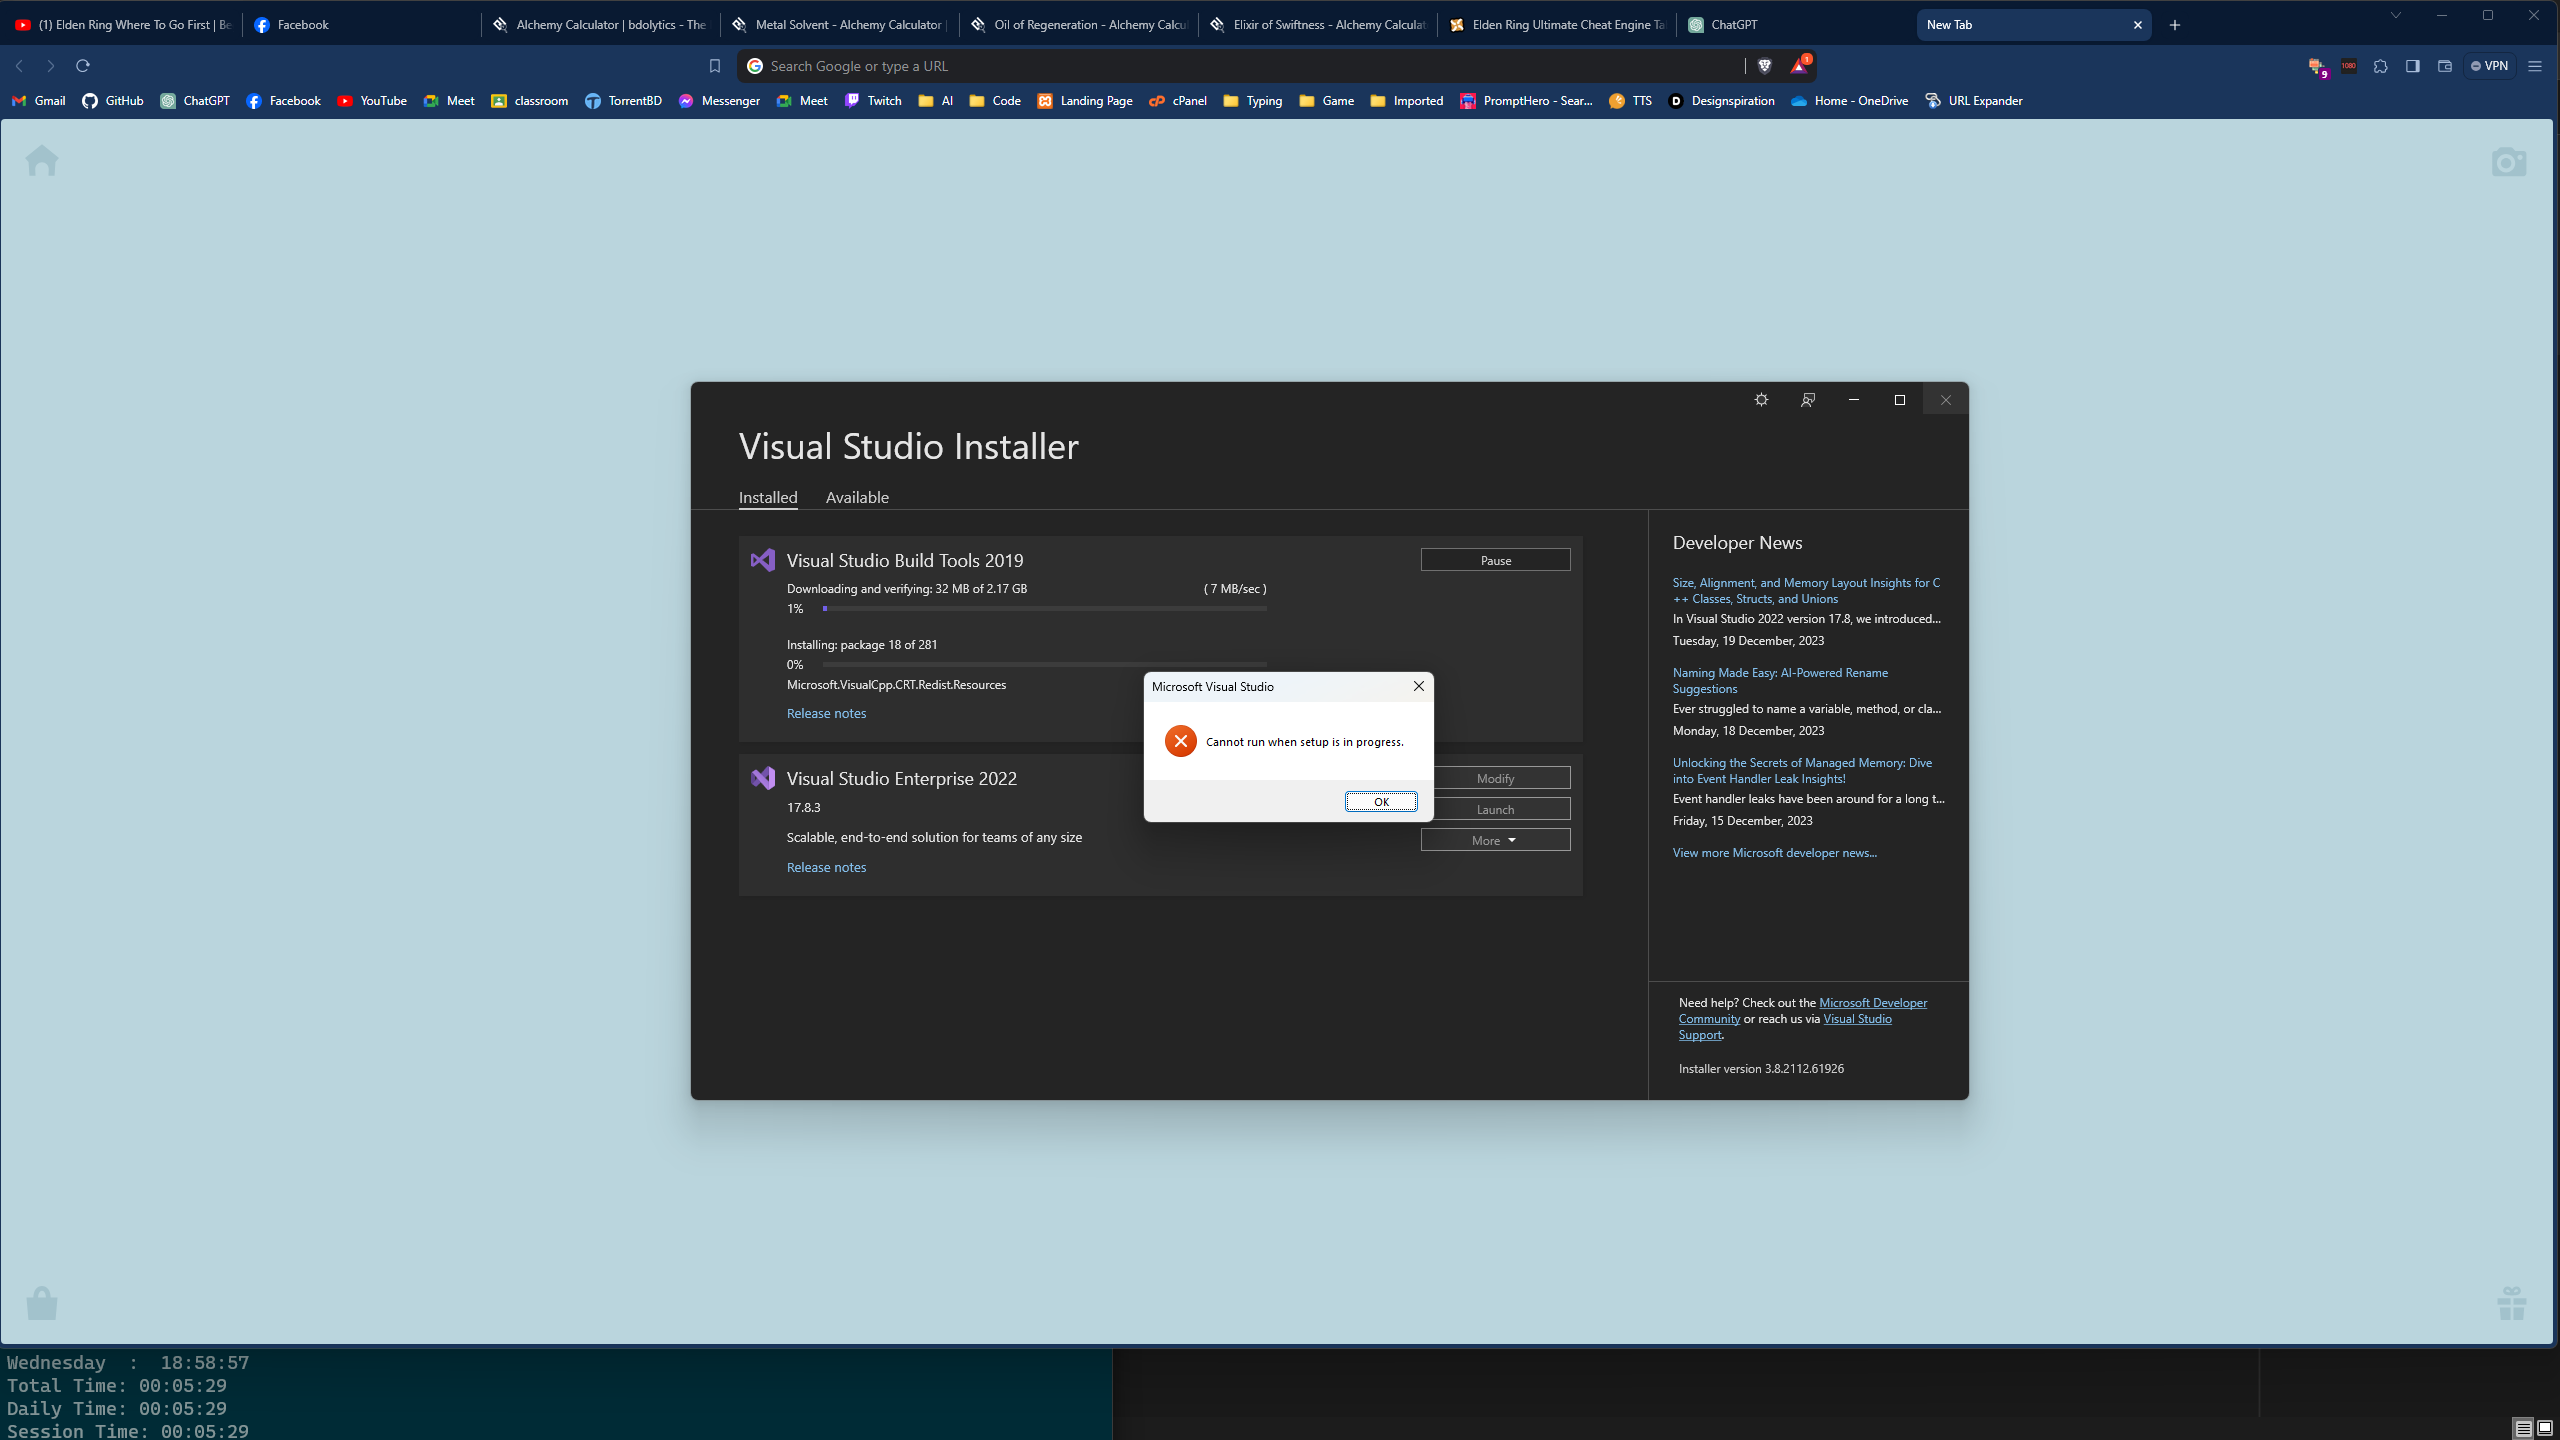 (1) Elden Ring Where To Go First | Be
Facebook
Alchemy Calculator | bdolytics - The
Metal Solvent - Alchemy Calculator |
Oil of Regeneration - Alchemy Calcul
Elixir of Swiftness - Alchemy Calculat
Elden Ring Ultimate Cheat Engine Ta
ChatGPT
New Tab
Search Google or type a URL
1
9
1080
VPN
Gmail
GitHub
ChatGPT
Facebook
YouTube
Meet
classroom
TorrentBD
Messenger
Meet
Twitch
AI
Code
Landing Page
cPanel
Typing
Game
Imported
PromptHero - Sear...
TTS
Designspiration
Home - OneDrive
URL Expander
Visual Studio Installer
Installed
Available
Visual Studio Build Tools 2019
Pause
Downloading and verifying: 32 MB of 2.17 GB
( 7 MB/sec )
1%
Installing: package 18 of 281
0%
Microsoft.VisualCpp.CRT.Redist.Resources
Release notes
Microsoft Visual Studio
Cannot run when setup is in progress.
OK
Visual Studio Enterprise 2022
Modify
17.8.3
Launch
Scalable, end-to-end solution for teams of any size
More
Release notes
Developer News
Size, Alignment, and Memory Layout Insights for C
++ Classes, Structs, and Unions
In Visual Studio 2022 version 17.8, we introduced...
Tuesday, 19 December, 2023
Naming Made Easy: AI-Powered Rename
Suggestions
Ever struggled to name a variable, method, or cla...
Monday, 18 December, 2023
Unlocking the Secrets of Managed Memory: Dive
into Event Handler Leak Insights!
Event handler leaks have been around for a long t...
Friday, 15 December, 2023
View more Microsoft developer news...
Need help? Check out the Microsoft Developer
Community or reach us via Visual Studio
Support.
Installer version 3.8.2112.61926
Wednesday  :  18:58:57
Total Time: 00:05:29
Daily Time: 00:05:29
Session Time: 00:05:29